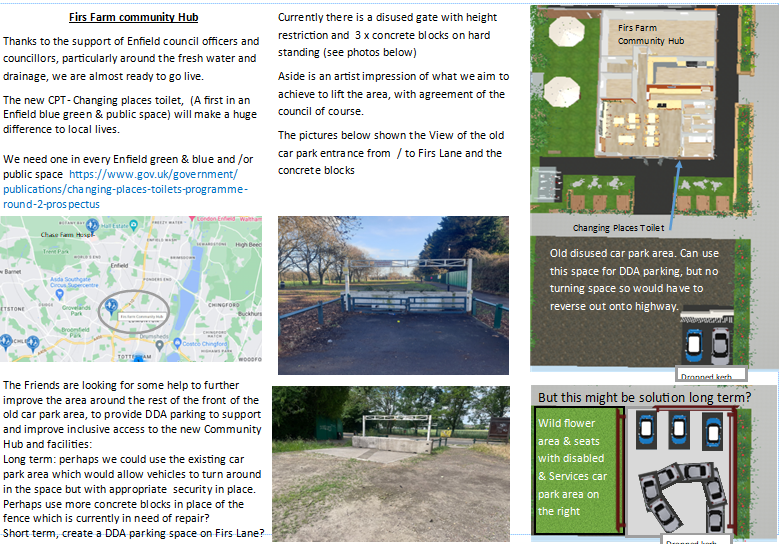 Firs Farm community Hub
Thanks to the support of Enfield council officers and
councillors, particularly around the fresh water and
drainage, we are almost ready to go live.
The new CPT- Changing places toilet, (A first in an
Enfield blue green & public space) will make a huge
difference to local lives.
We need one in every Enfield green & blue and /or
public space https://www.gov.uk/government/
publications/changing-places-toilets-programme-
round-2-prospectus
Chase Farm Hospi
Enfield
Firs Farm Community Hub
The Friends are looking for some help to further
improve the area around the rest of the front of the
old car park area, to provide DDA parking to support
and improve inclusive access to the new Community
Hub and facilities:
Long term: perhaps we could use the existing car
park area which would allow vehicles to turn around
in the space but with appropriate security in place.
Perhaps use more concrete blocks in place of the
fence which is currently in need of repair?
Short term, create a DDA parking space on Firs Lane?
Currently there is a disused gate with height
restriction and 3 x concrete blocks on hard
standing (see photos below)
Aside is an artist impression of what we aim to
achieve to lift the area, with agreement of the
council of course.
The pictures below shown the View of the old
car park entrance from / to Firs Lane and the
concrete blocks
Firs Farm
Community Hub
Changing Places Toilet
Old disused car park area. Can use
this space for DDA parking, but no
turning space so would have to
reverse out onto highway.
Dropped kerb
But this might be solution long term?
Wild flower
area & seats
with disabled
& Services car
park area on
the right
Dropped kerb